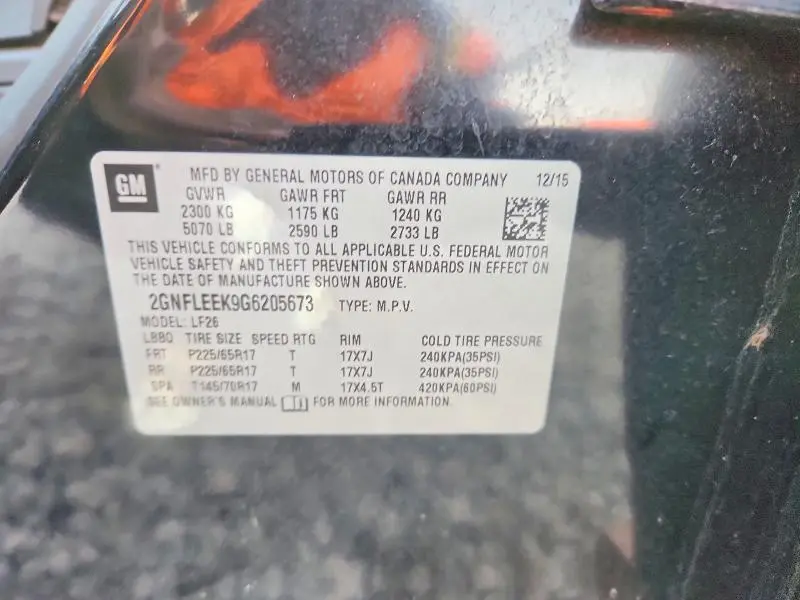 GM
MFD BY GENERAL MOTORS OF CANADA COMPANY 12/15
GVWR GAWR FRT GAWR RR
2300 KG 1175 KG 1240 KG
5070 LB 2590 LB 2733 LB
THIS VEHICLE CONFORMS TO ALL APPLICABLE U.S. FEDERAL MOTOR
VEHICLE SAFETY AND THEFT PREVENTION STANDARDS IN EFFECT ON
THE DATE OF MANUFACTURE SHOWN ABOVE.
2GNFLEEK9G6205673 TYPE: M.P.V.
MODEL: LF26
LBBO TIRE SIZE SPEED RTG RIM COLD TIRE PRESSURE
FRT P225/65R17 T 17X7J 240KPA(35PSI)
RR P225/65R17 T 17X7J 240KPA(35PSI)
SPA T145/70R17 M 17X4.5T 420KPA(60PSI)
SEE OWNER'S MANUAL FOR MORE INFORMATION.